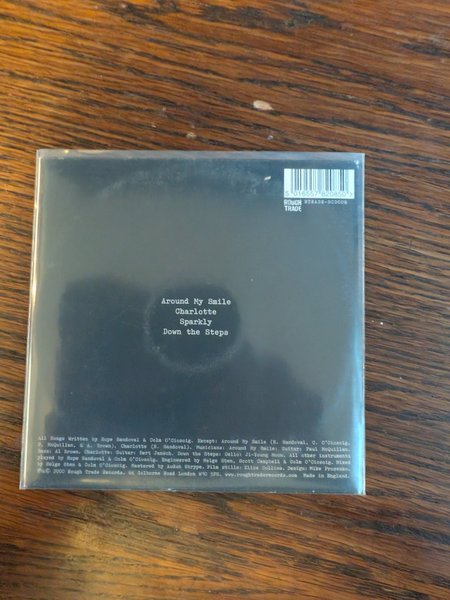 ROUGH
TRADE
Around My Smile
Charlotte
Sparkly
Down the Steps
All Songs Written by Hope Sandoval & Colm O'Ciosoig. Except: Around My Smile (H. Sandoval, C. O'Ciosoig,
P. McQuillan, & A. Brown), Charlotte (H. Sandoval). Musicians: Around My Smile: Guitar: Paul McQuillan.
Bass: Al Brown. Charlotte: Guitar: Bert Jansch. Down the Steps: Cello: Ji-Young Moon. All other instruments
played by Hope Sandoval & Colm O'Ciosoig. Engineered by Helge Sten, Scott Campbell & Colm O'Ciosoig. Mixed
by Helge Sten & Colm O'Ciosoig. Mastered by Audun Strype. Film stills: Elise Collins. Design: Mike Prosenko.
2000 Rough Trade Records, 66 Golborne Road London W10 5PS. www.roughtraderecords.com Made in England.